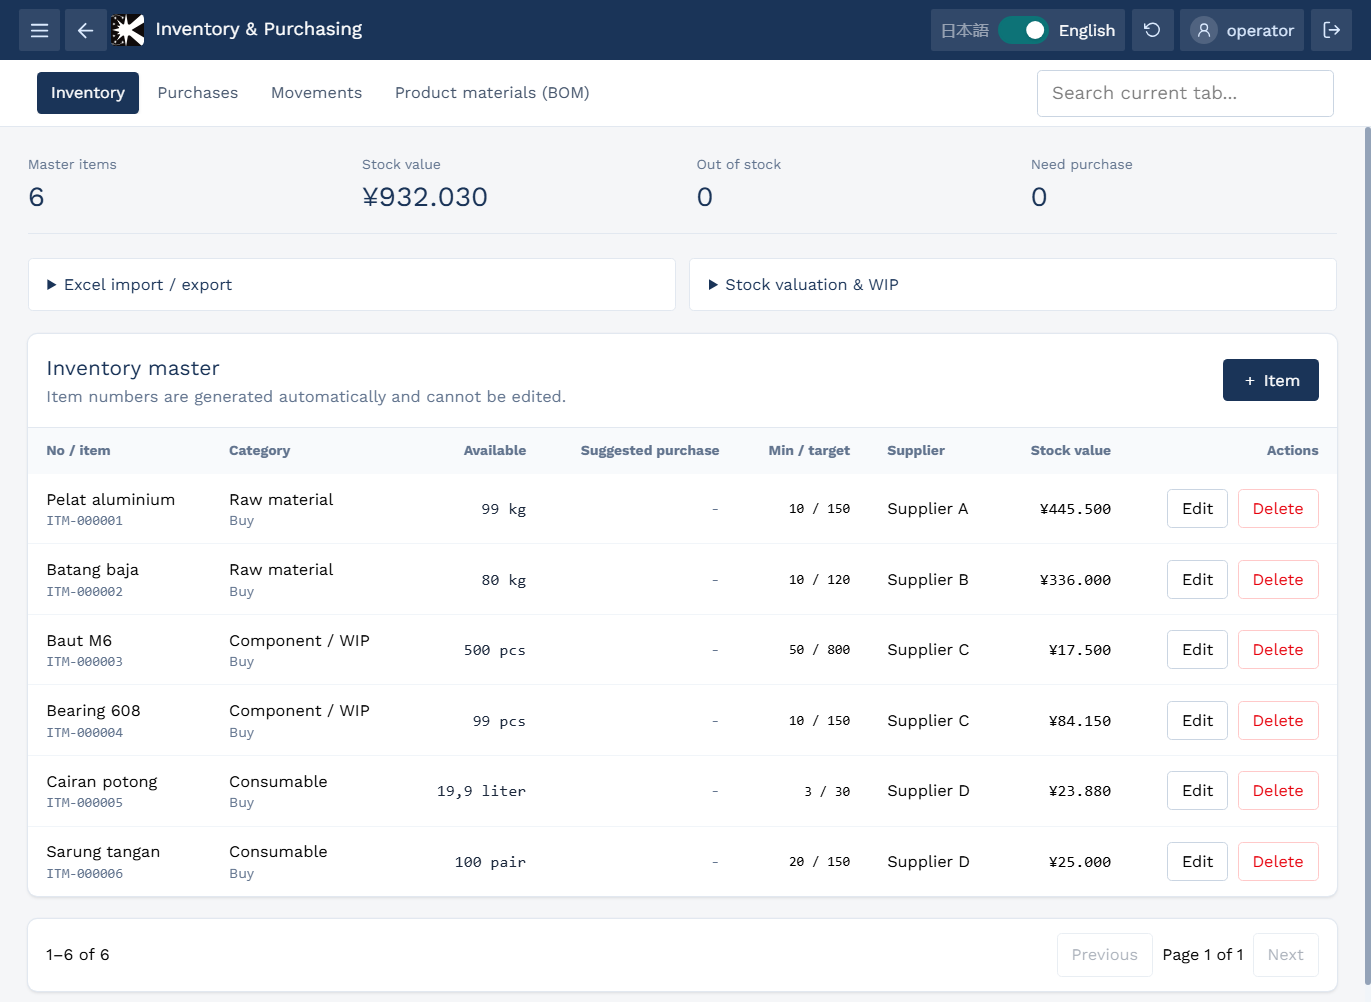 Inventory & Purchasing
日本語 English
operator
Inventory Purchases Movements Product materials (BOM)
Search current tab...
Master items Stock value Out of stock Need purchase
6 ¥932.030 0 0
▶ Excel import / export
▶ Stock valuation & WIP
Inventory master
Item numbers are generated automatically and cannot be edited.
+ Item
No / item Category Available Suggested purchase Min / target Supplier Stock value Actions
Pelat aluminium Raw material 99 kg - 10 / 150 Supplier A ¥445.500 Edit Delete
ITM-000001 Buy
Batang baja Raw material 80 kg - 10 / 120 Supplier B ¥336.000 Edit Delete
ITM-000002 Buy
Baut M6 Component / WIP 500 pcs - 50 / 800 Supplier C ¥17.500 Edit Delete
ITM-000003 Buy
Bearing 608 Component / WIP 99 pcs - 10 / 150 Supplier C ¥84.150 Edit Delete
ITM-000004 Buy
Cairan potong Consumable 19,9 liter - 3 / 30 Supplier D ¥23.880 Edit Delete
ITM-000005 Buy
Sarung tangan Consumable 100 pair - 20 / 150 Supplier D ¥25.000 Edit Delete
ITM-000006 Buy
1–6 of 6 Previous Page 1 of 1 Next